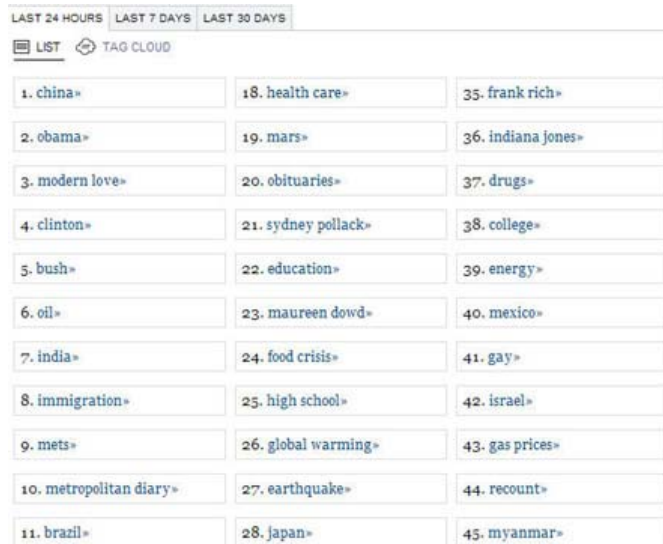 LAST 24 HOURS LAST 7 DAYS LAST 30 DAYS
LIST TAG CLOUD
1. china»
2. obama»
3. modern love»
4. clinton»
5. bush»
6. oil»
7. india»
8. immigration»
9. mets»
10. metropolitan diary»
11. brazil»
18. health care»
19. mars»
20. obituaries»
21. sydney pollack»
22. education»
23. maureen dowd»
24. food crisis»
25. high school»
26. global warming»
27. earthquake»
28. japan»
35. frank rich»
36. indiana jones»
37. drugs»
38. college»
39. energy»
40. mexico»
41. gay»
42. israel»
43. gas prices»
44. recount»
45. myanmar»